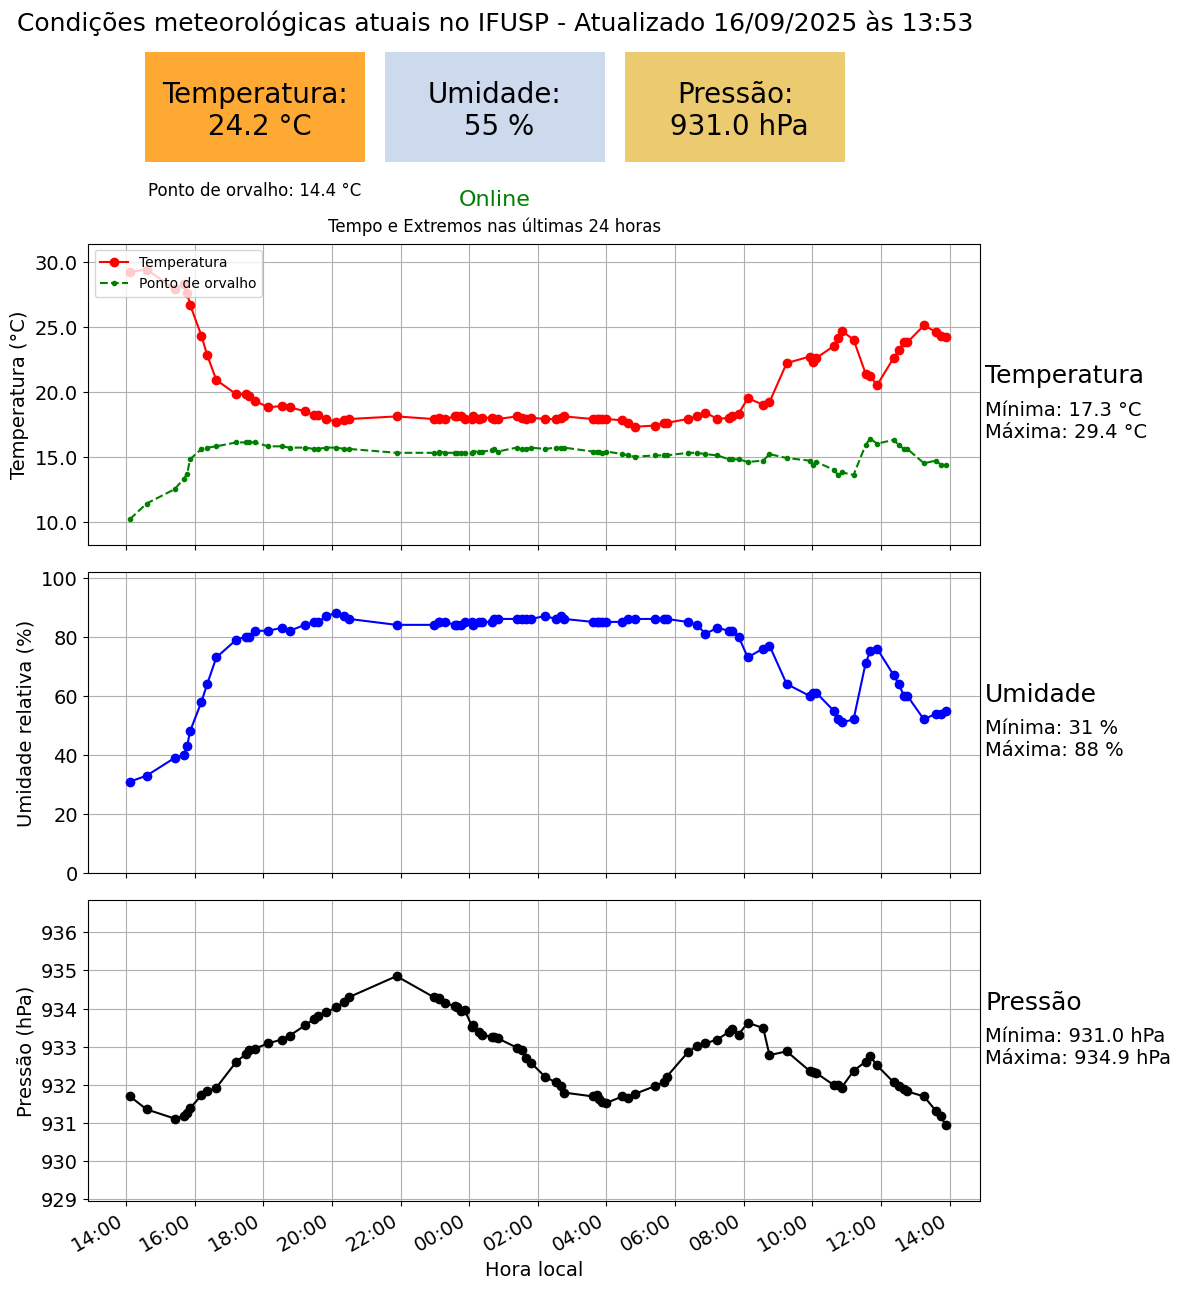 Condições meteorológicas atuais no IFUSP - Atualizado 16/09/2025 às 13:53
Temperatura:
24.2 °C
Umidade:
55 %
Pressão:
931.0 hPa
Ponto de orvalho: 14.4 °C
Online
Tempo e Extremos nas últimas 24 horas
Temperatura
Ponto de orvalho
Temperatura (°C)
30.0
25.0
20.0
15.0
10.0
Temperatura
Mínima: 17.3 °C
Máxima: 29.4 °C
Umidade relativa (%)
100
80
60
40
20
0
Umidade
Mínima: 31 %
Máxima: 88 %
Pressão (hPa)
936
935
934
933
932
931
930
929
Pressão
Mínima: 931.0 hPa
Máxima: 934.9 hPa
14:00 16:00 18:00 20:00 22:00 00:00 02:00 04:00 06:00 08:00 10:00 12:00 14:00
Hora local